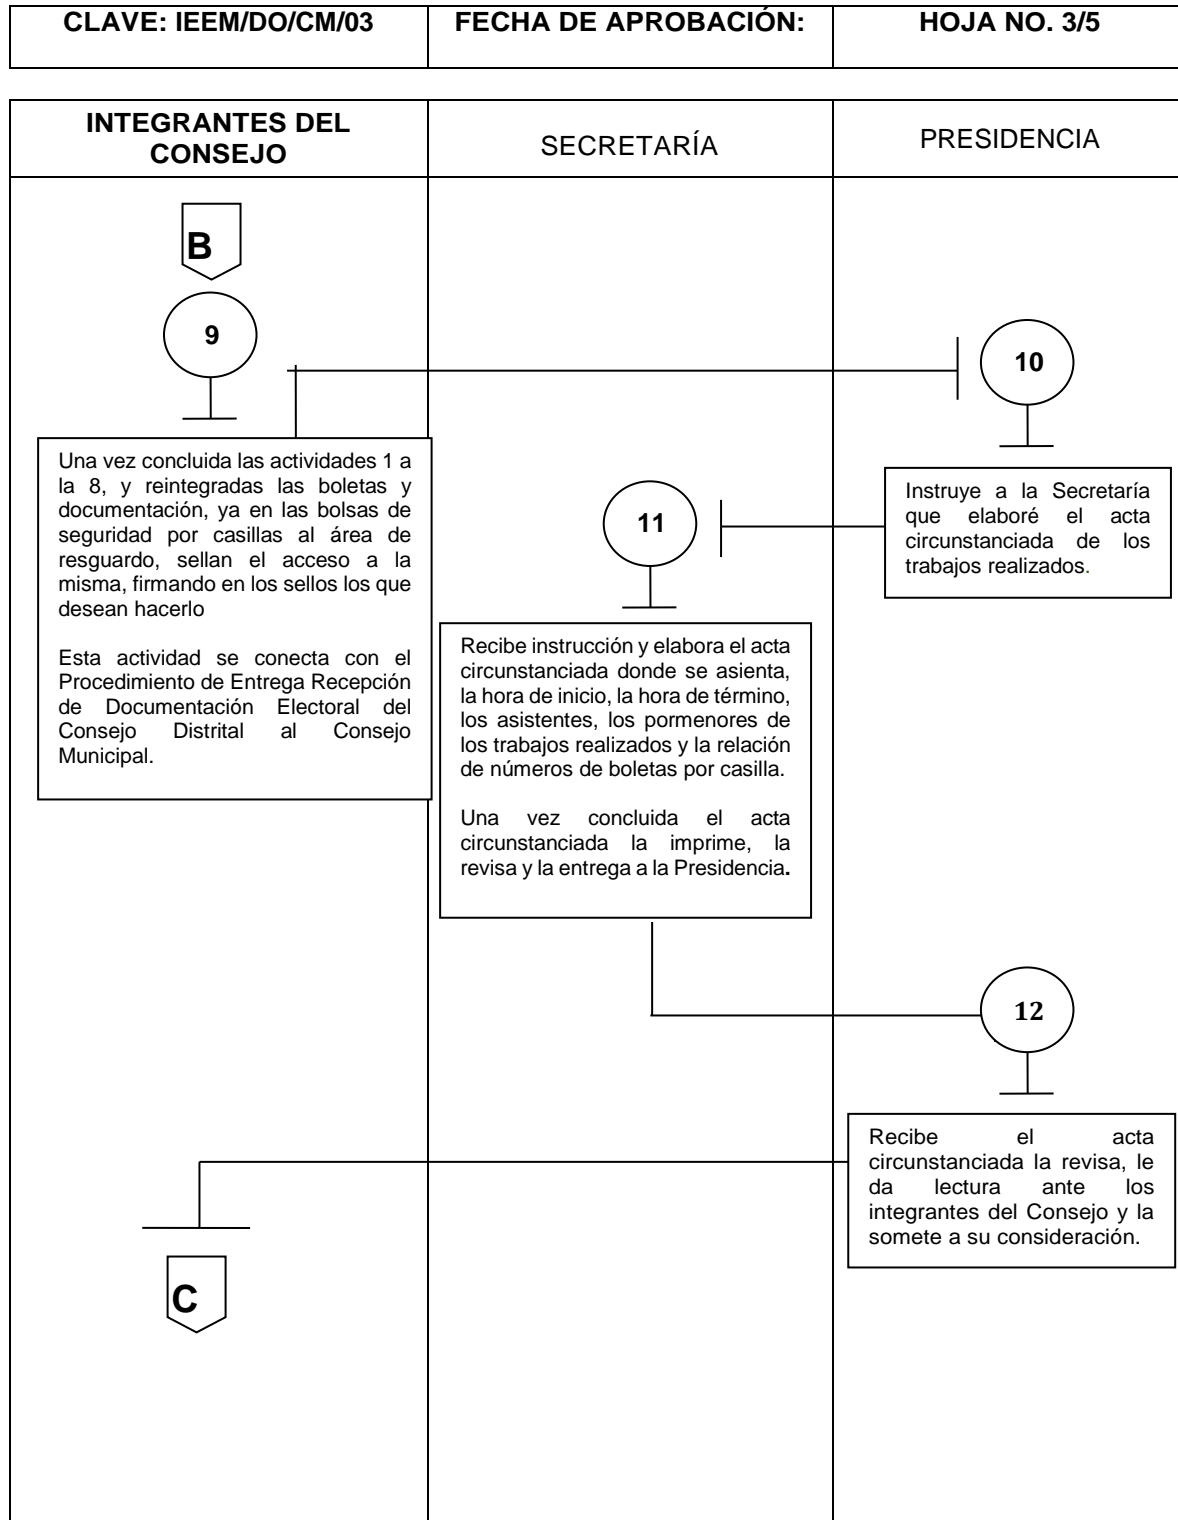 CLAVE: IEEM/DO/CM/03
FECHA DE APROBACIÓN:
HOJA NO. 3/5
INTEGRANTES DEL
CONSEJO
SECRETARÍA
PRESIDENCIA
B
9
10
Una vez concluida las actividades 1 a
la 8, y reintegradas las boletas y
documentación, ya en las bolsas de
seguridad por casillas al área de
resguardo, sellan el acceso a la
misma, firmando en los sellos los que
desean hacerlo
Esta actividad se conecta con el
Procedimiento de Entrega Recepción
de Documentación Electoral del
Consejo Distrital al Consejo
Municipal.
Instruye a la Secretaría
que elaboré el acta
circunstanciada de los
trabajos realizados.
11
Recibe instrucción y elabora el acta
circunstanciada donde se asienta,
la hora de inicio, la hora de término,
los asistentes, los pormenores de
los trabajos realizados y la relación
de números de boletas por casilla.
Una vez concluida el acta
circunstanciada la imprime, la
revisa y la entrega a la Presidencia.
12
Recibe el acta
circunstanciada la revisa, le
da lectura ante los
integrantes del Consejo y la
somete a su consideración.
C